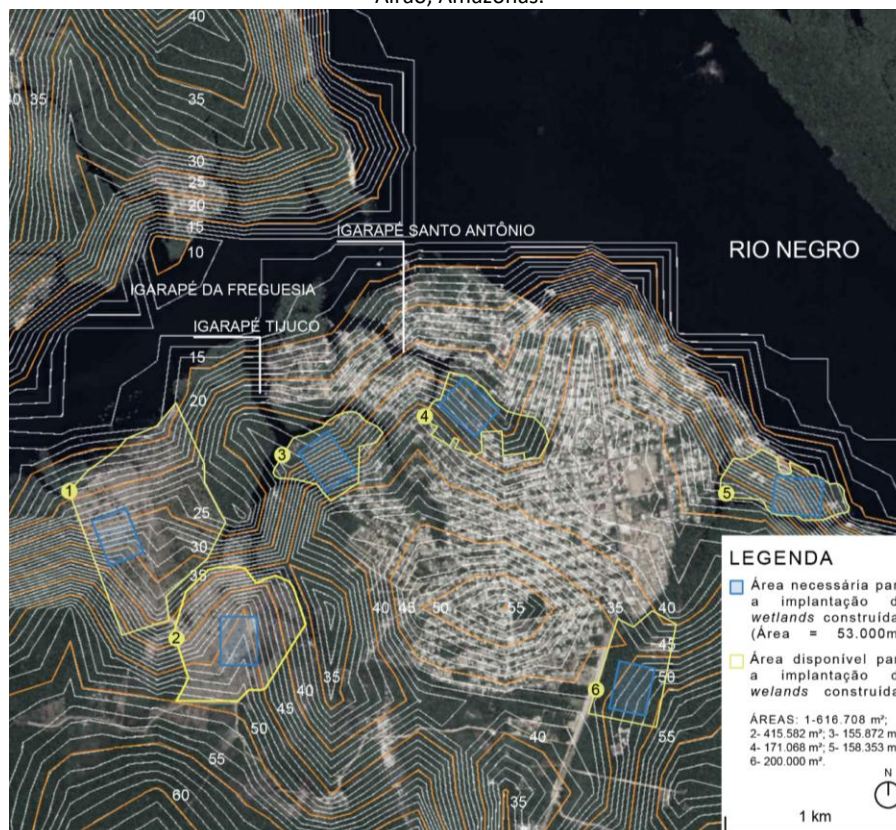 Airão, Amazonas.
40
35
30 35
30
25
20
15
10
IGARAPÉ SANTO ANTÔNIO
RIO NEGRO
IGARAPÉ DA FREGUESIA
IGARAPÉ TIJUCO
15
20
4
3
1
5
25
30
35
2
40 45 50 55
35 40
45
50
55
6
35
40
45
50
55
60
40
35
LEGENDA
Área necessária par
a implantação d
wetlands construída
(Área = 53.000m
Área disponível par
a implantação d
welands construída
ÁREAS: 1-616.708 m²;
2- 415.582 m²; 3- 155.872 m
4- 171.068 m²; 5- 158.353 m
6- 200.000 m².
N
1 km